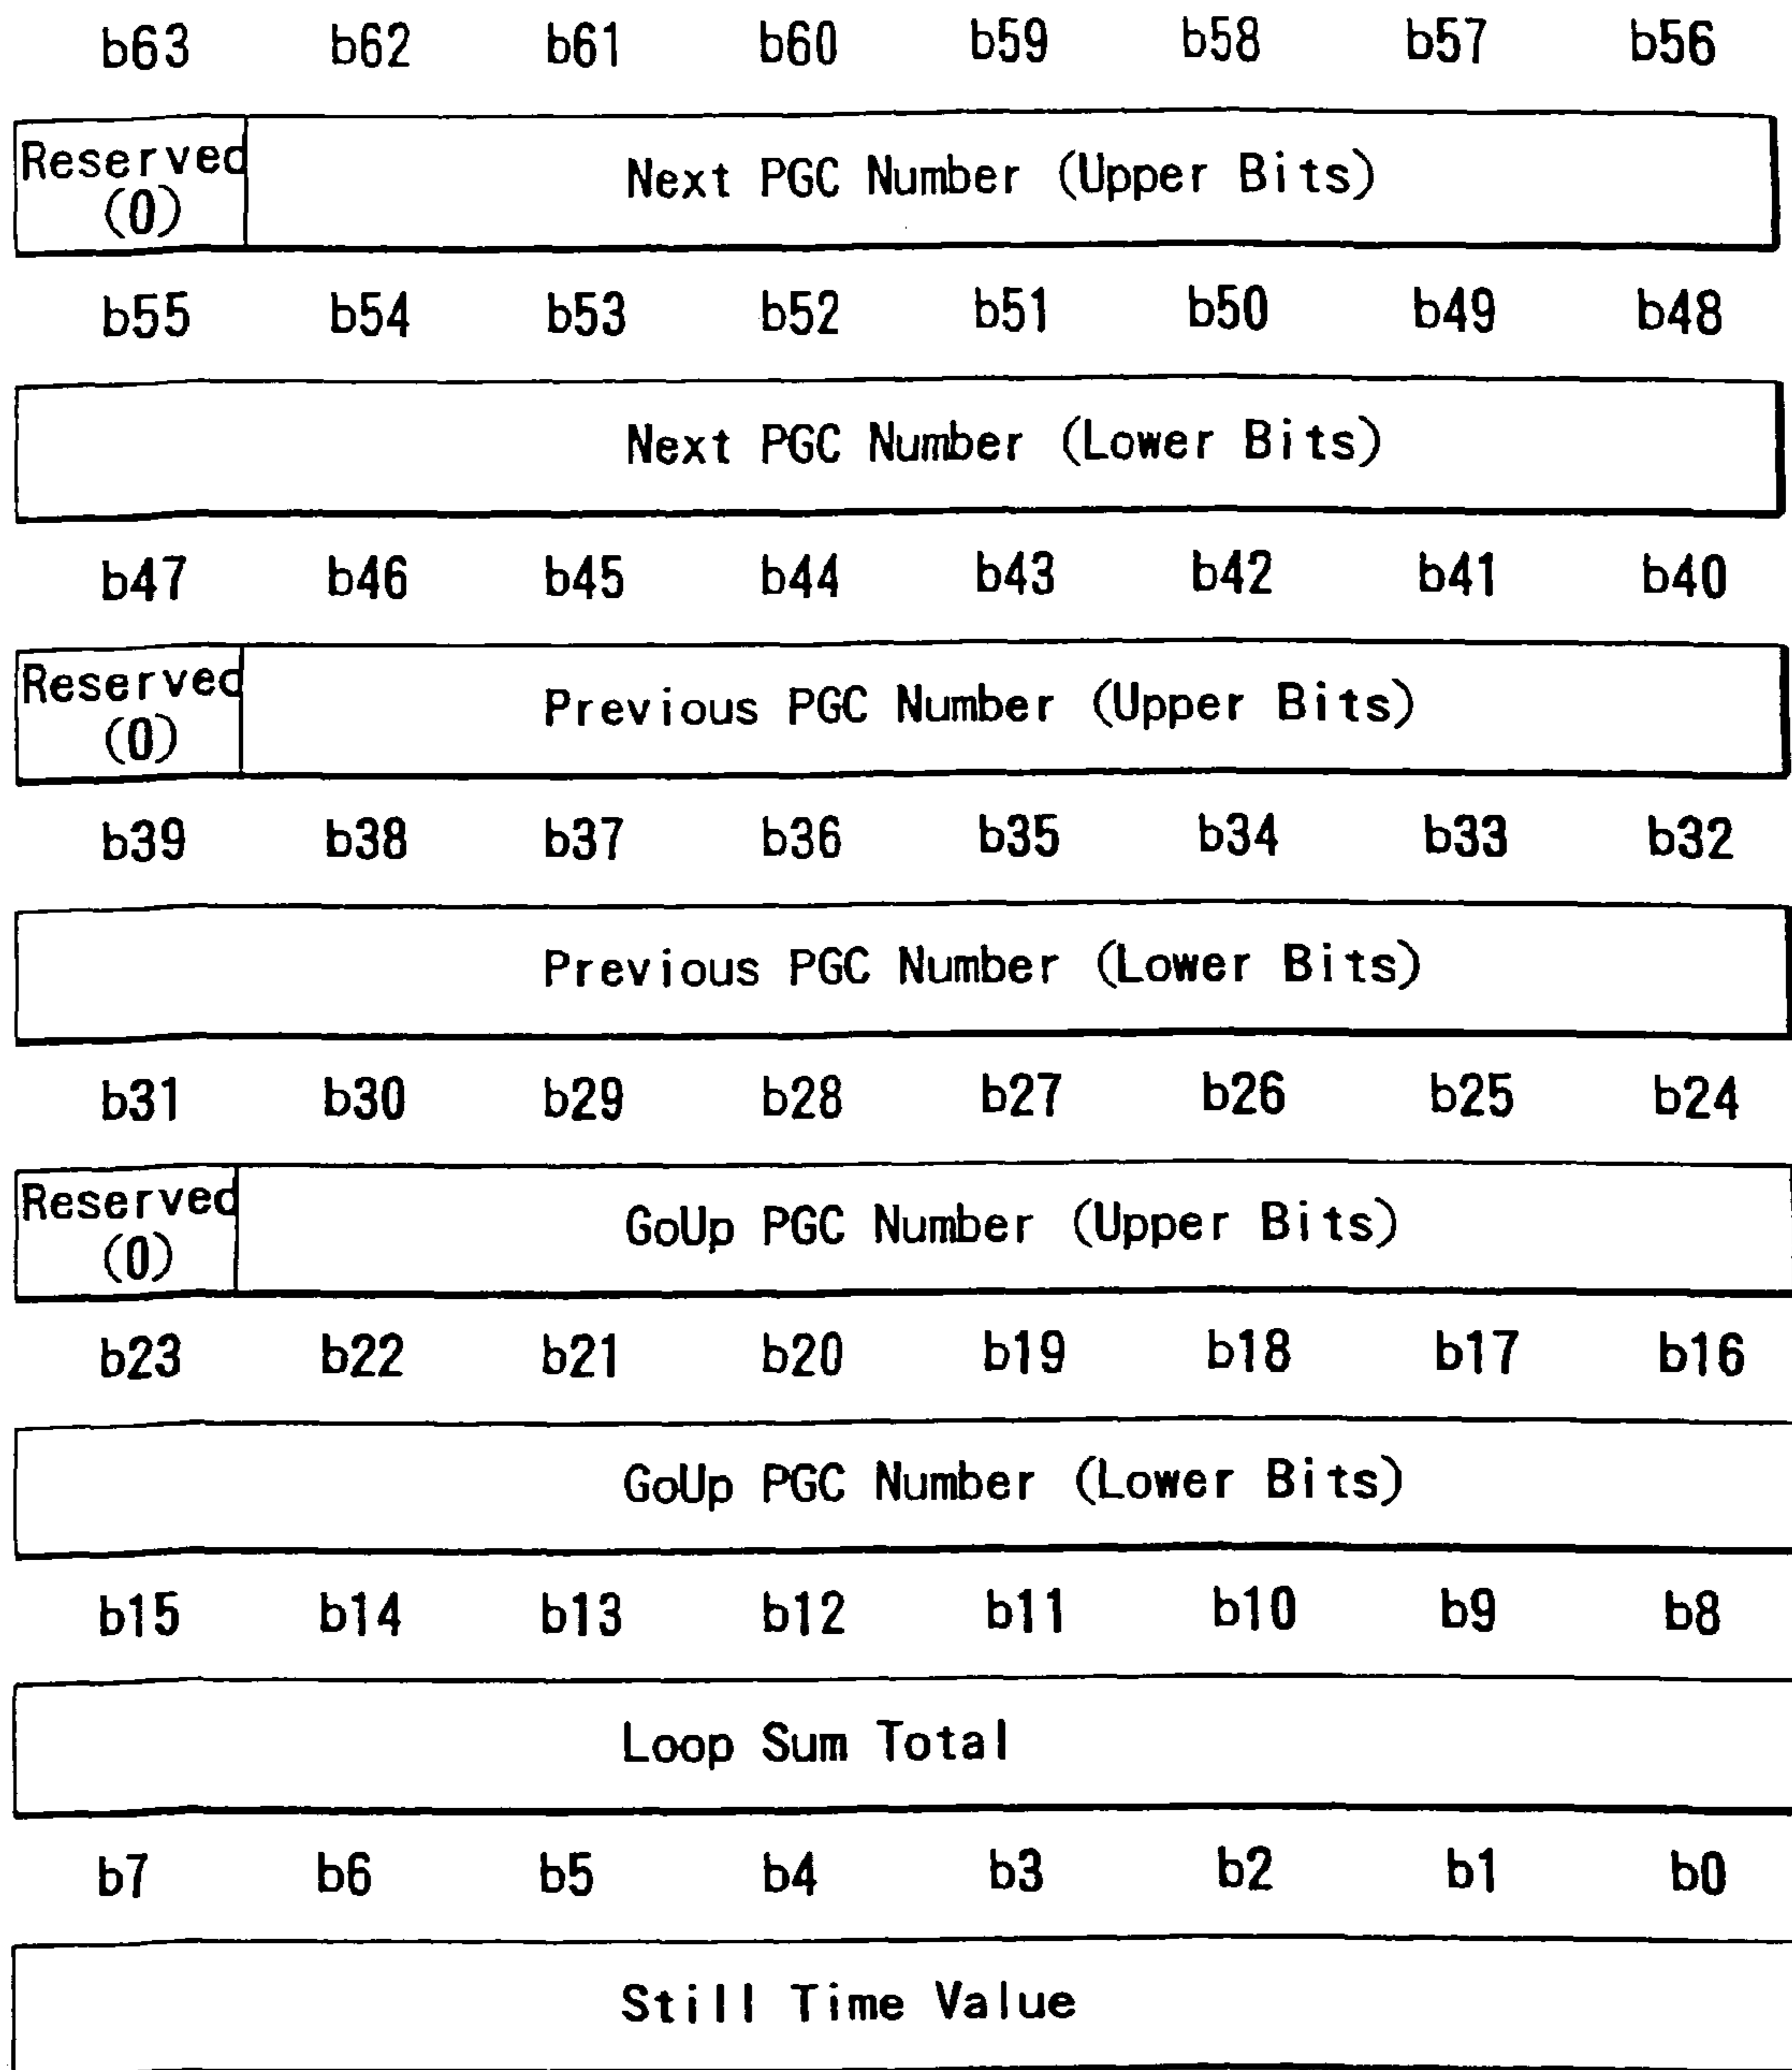 b63 b62 b61 b60 b59 b58 b57 b56
Reserved
(0)
Next PGC Number (Upper Bits)
b55 b54 b53 b52 b51 b50 b49 b48
Next PGC Number (Lower Bits)
b47 b46 b45 b44 b43 b42 b41 b40
Reserved
(0)
Previous PGC Number (Upper Bits)
b39 b38 b37 b36 b35 b34 b33 b32
Previous PGC Number (Lower Bits)
b31 b30 b29 b28 b27 b26 b25 b24
Reserved
(0)
GoUp PGC Number (Upper Bits)
b23 b22 b21 b20 b19 b18 b17 b16
GoUp PGC Number (Lower Bits)
b15 b14 b13 b12 b11 b10 b9 b8
Loop Sum Total
b7 b6 b5 b4 b3 b2 b1 b0
Still Time Value